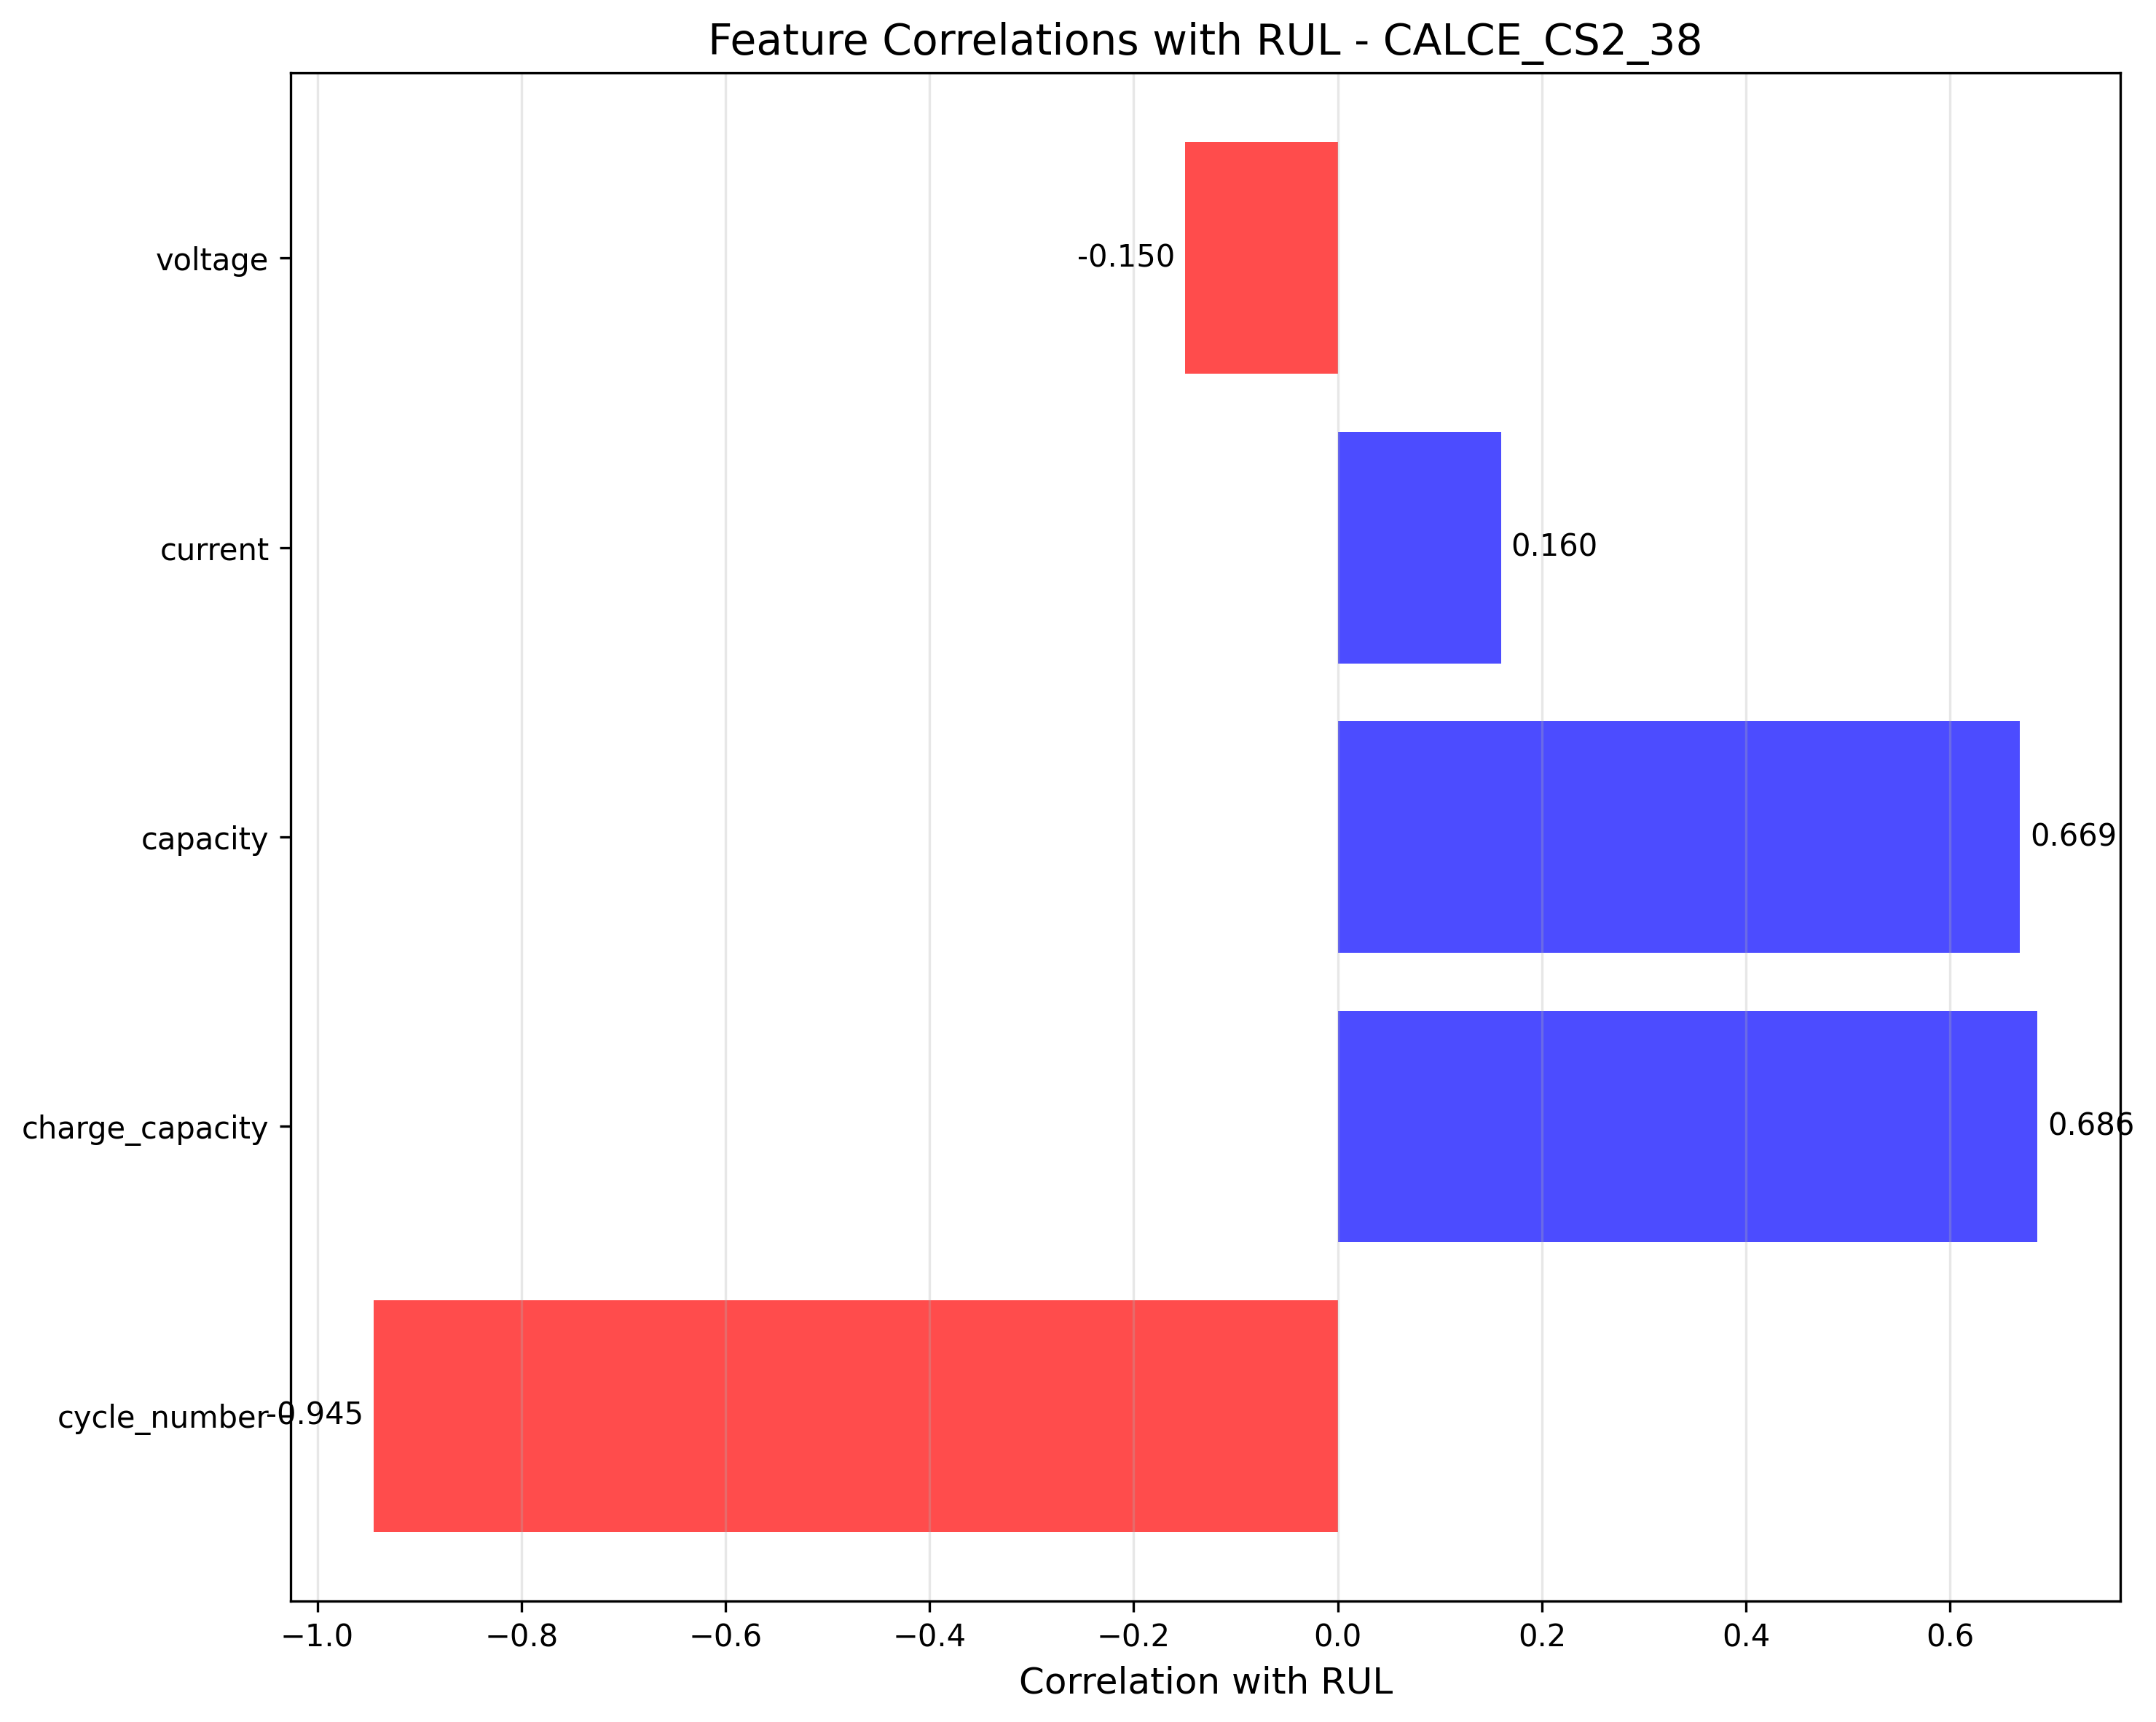 Feature Correlations with RUL - CALCE_CS2_38
voltage
-0.150
current
0.160
capacity
0.669
charge_capacity
0.686
cycle_number
-0.945
−1.0
−0.8
−0.6
−0.4
−0.2
0.0
0.2
0.4
0.6
Correlation with RUL